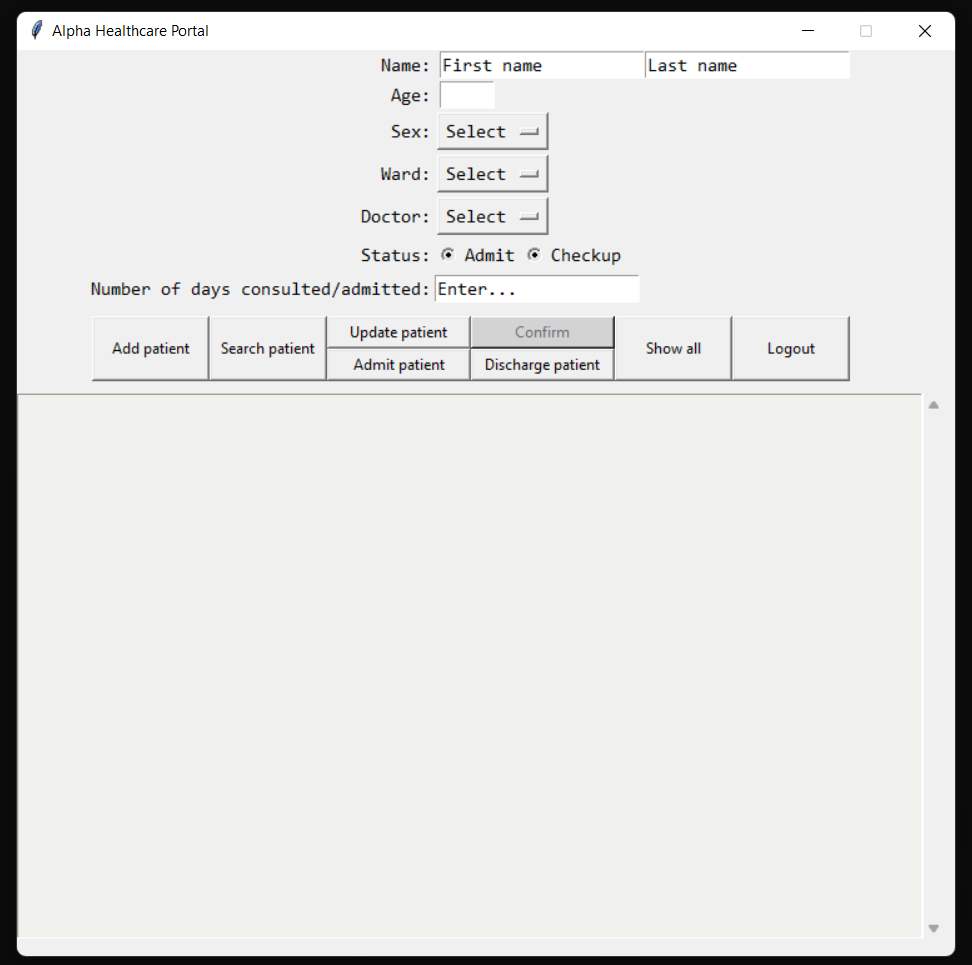 Alpha Healthcare Portal
Name: First name Last name
Age:
Sex: Select
Ward: Select
Doctor: Select
Status: Admit Checkup
Number of days consulted/admitted: Enter...
Add patient Search patient Update patient Confirm Show all Logout
Admit patient Discharge patient